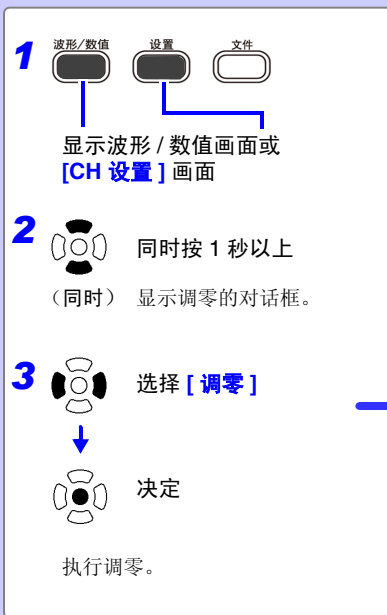 波形/数值 设置 文件
1
显示波形 / 数值画面或
[CH 设置 ] 画面
2
同时按 1 秒以上
（同时） 显示调零的对话框。
3
选择 [ 调零 ]
决定
执行调零。